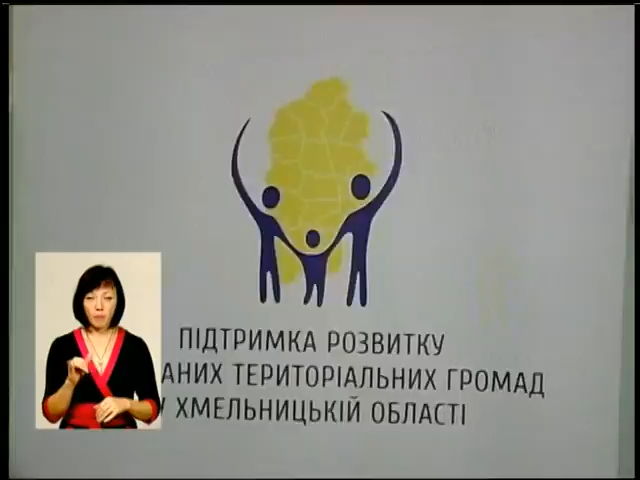 ПІДТРИМКА РОЗВИТКУ
ТЕРИТОРІАЛЬНИХ ГРОМАД
У ХМЕЛЬНИЦЬКІЙ ОБЛАСТІ